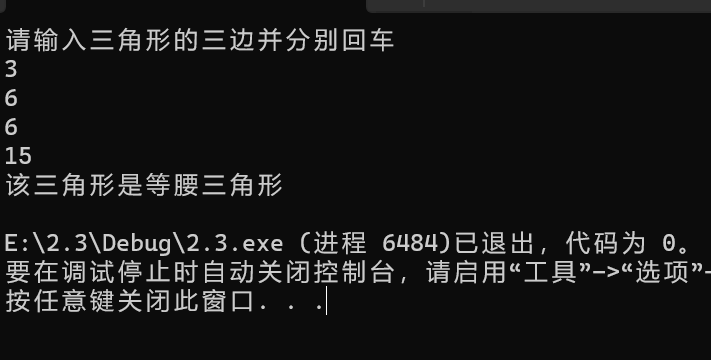 请输入三角形的三边并分别回车
3
6
6
15
该三角形是等腰三角形
E:\2.3\Debug\2.3.exe (进程 6484)已退出，代码为 0。
要在调试停止时自动关闭控制台，请启用“工具”->“选项”-
按任意键关闭此窗口. . .